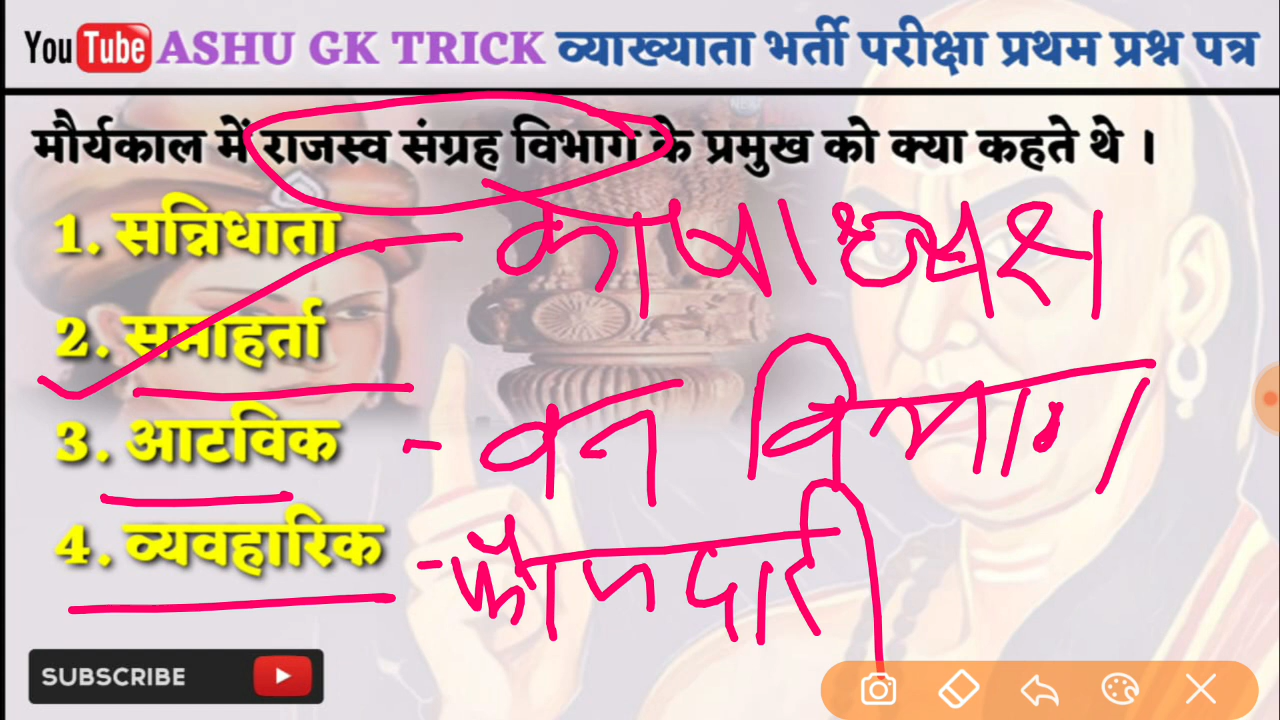 YouTube ASHU GK TRICK व्याख्याता भर्ती परीक्षा प्रथम प्रश्न पत्र
मौर्यकाल में राजस्व संग्रह विभाग के प्रमुख को क्या कहते थे ।
1. सन्निधाता - कोषाध्यक्ष
2. समाहर्ता
3. आटविक - वन विभाग
4. व्यवहारिक - फौजदारी
SUBSCRIBE